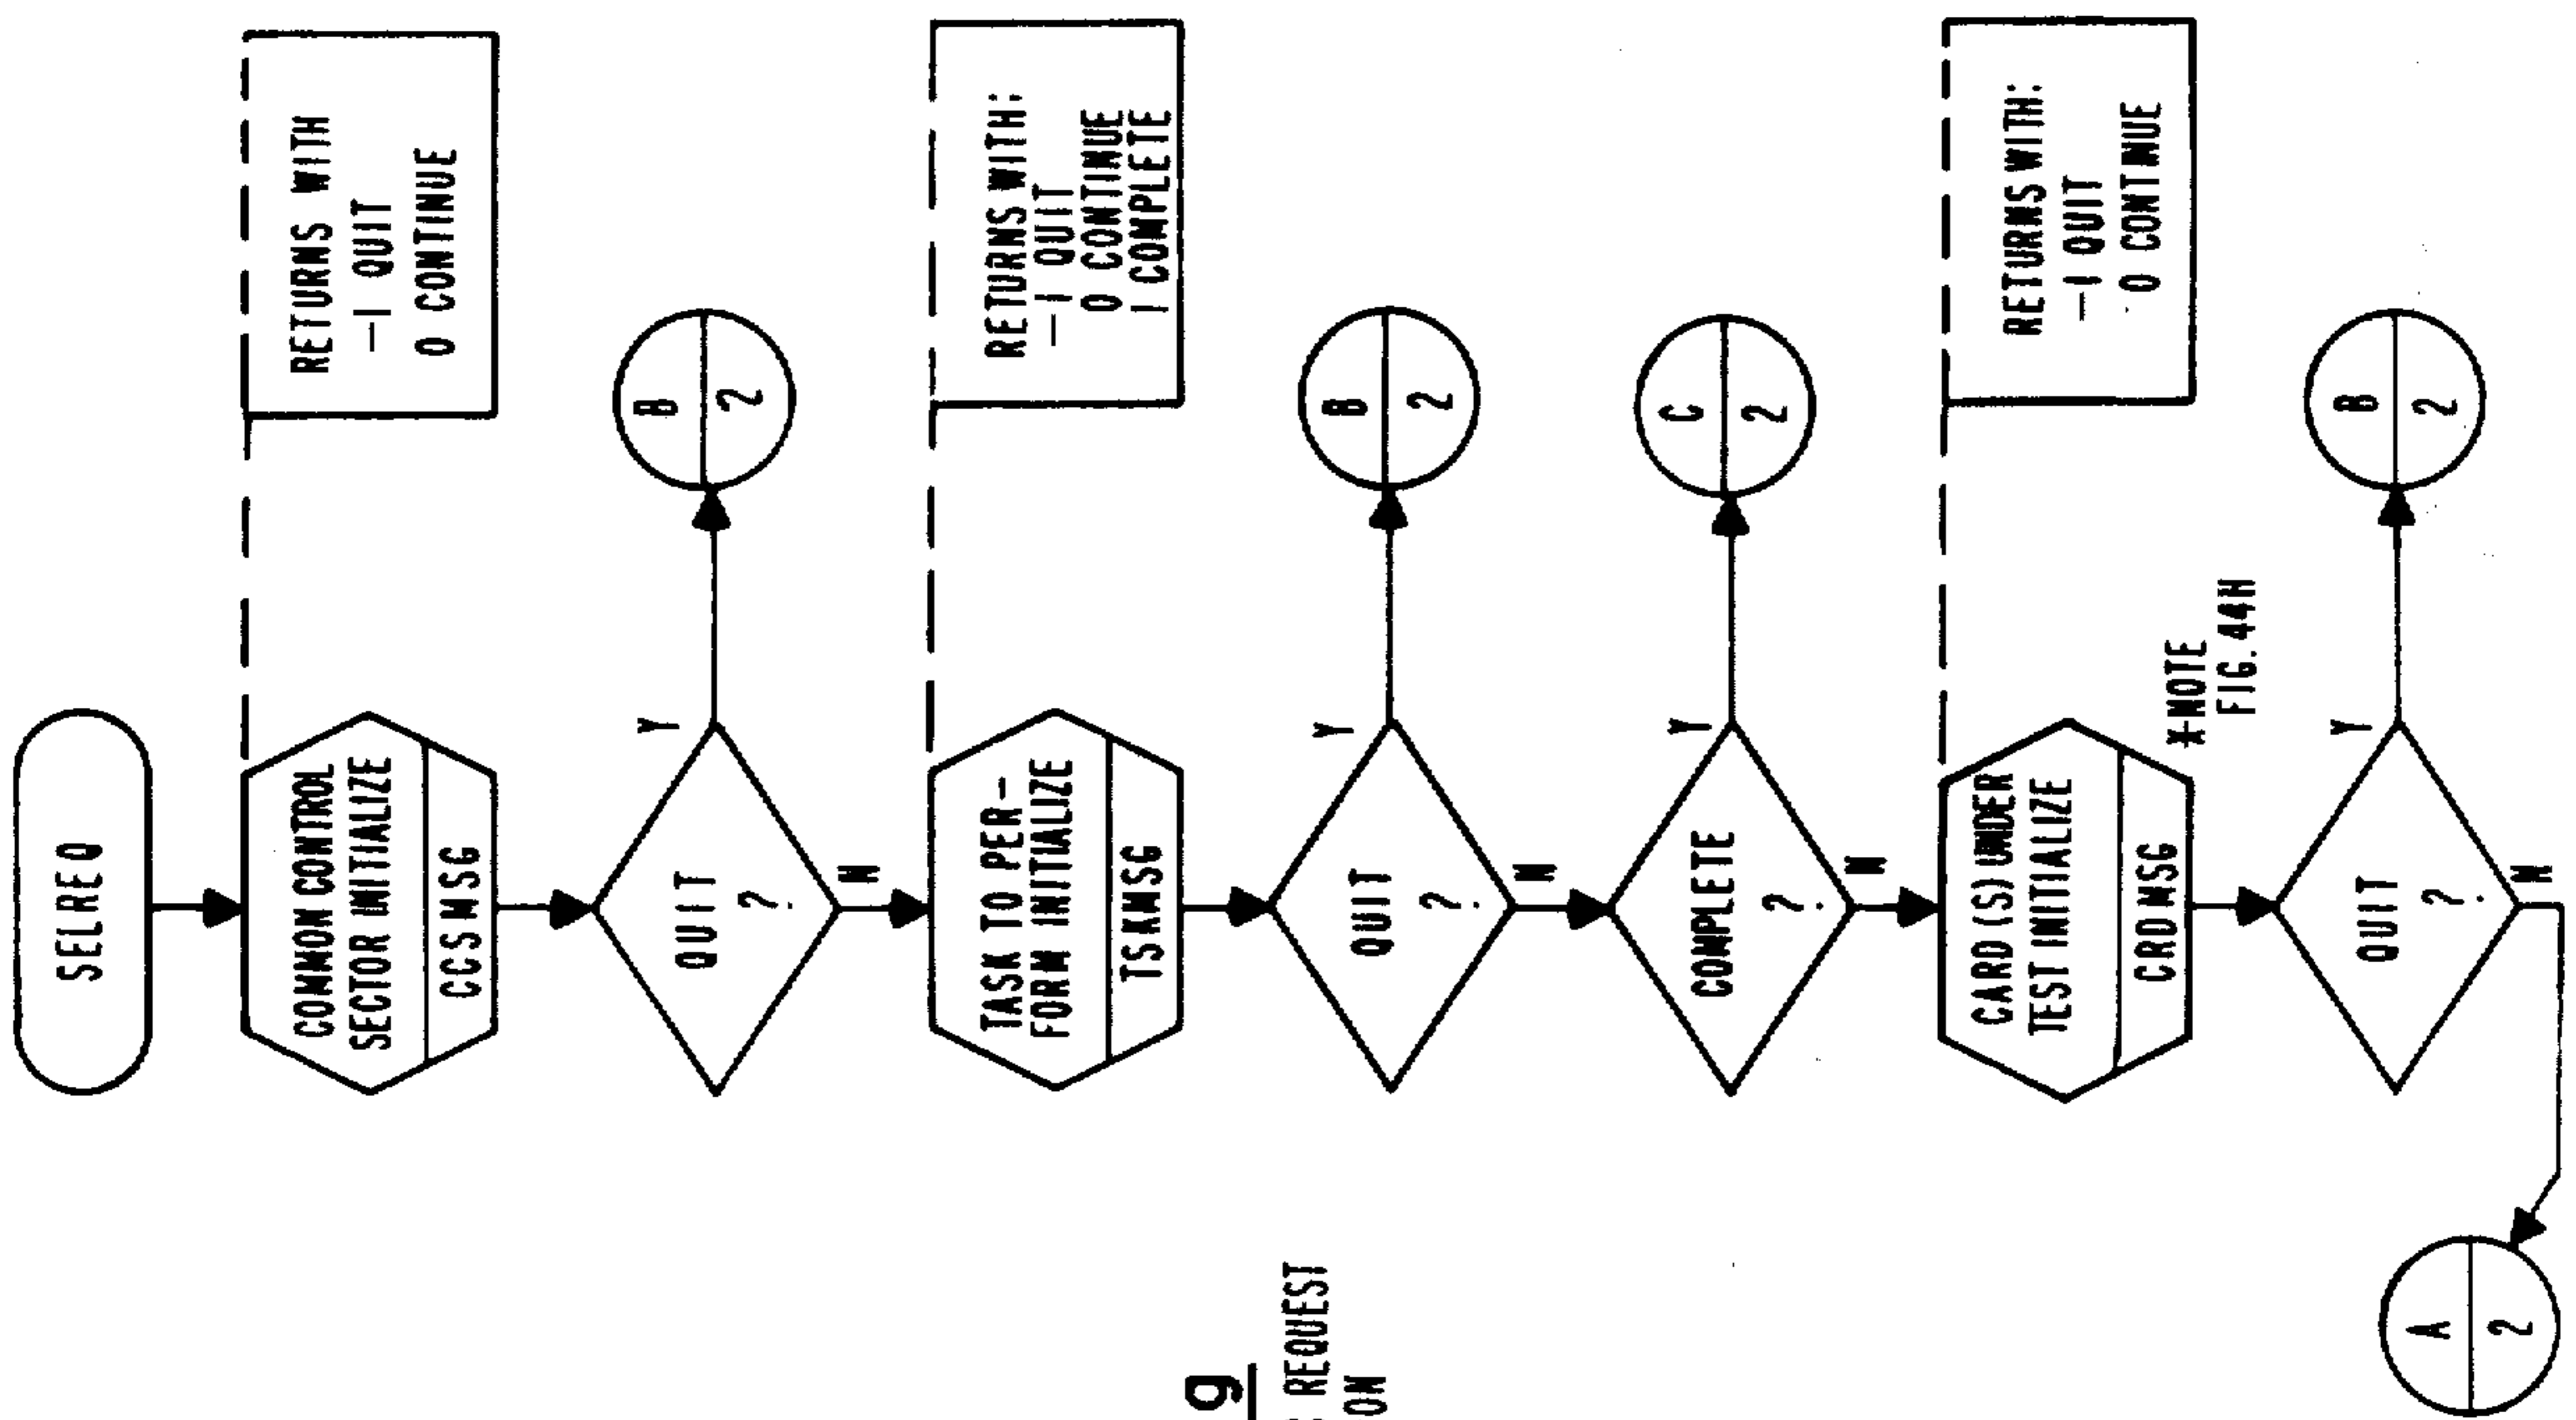 SELREQ
COMMON CONTROL
SECTOR INITIALIZE
CCSMSG
RETURNS WITH
-1 QUIT
0 CONTINUE
QUIT
?
Y
B
2
N
TASK TO PER-
FORM INITIALIZE
TSKMSG
RETURNS WITH:
-1 QUIT
0 CONTINUE
1 COMPLETE
QUIT
?
Y
B
2
N
COMPLETE
?
Y
C
2
N
CARD (S) UNDER
TEST INITIALIZE
CRDMSG
RETURNS WITH:
-1 QUIT
0 CONTINUE
*NOTE
FIG. 44H
QUIT
?
Y
B
2
N
A
2
g
REQUEST
ON